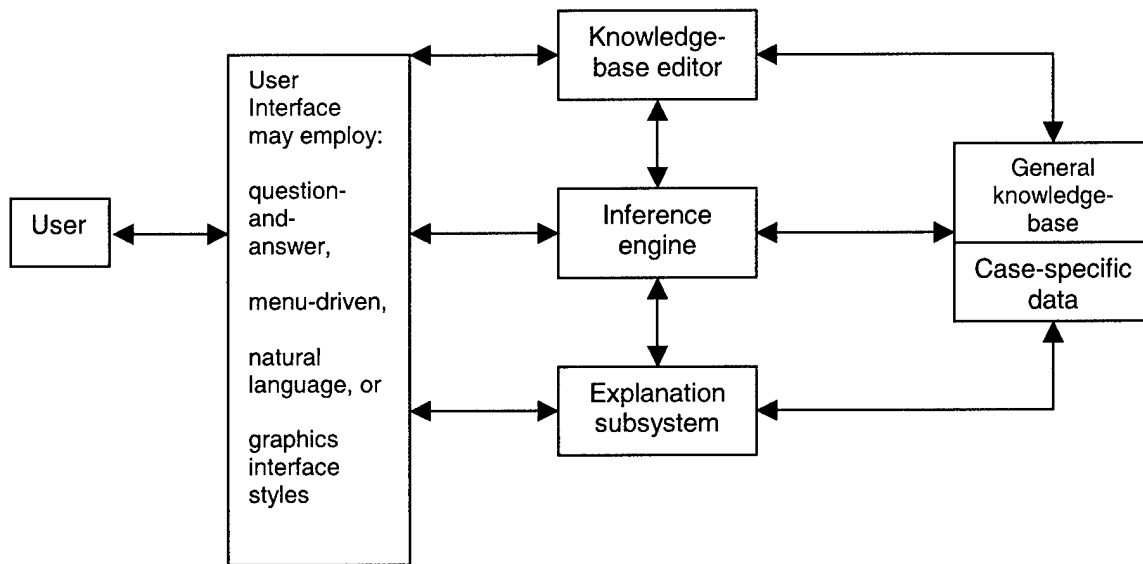 User
User
Interface
may employ:
question-
and-
answer,
menu-driven,
natural
language, or
graphics
interface
styles
Knowledge-
base editor
Inference
engine
Explanation
subsystem
General
knowledge-
base
Case-specific
data